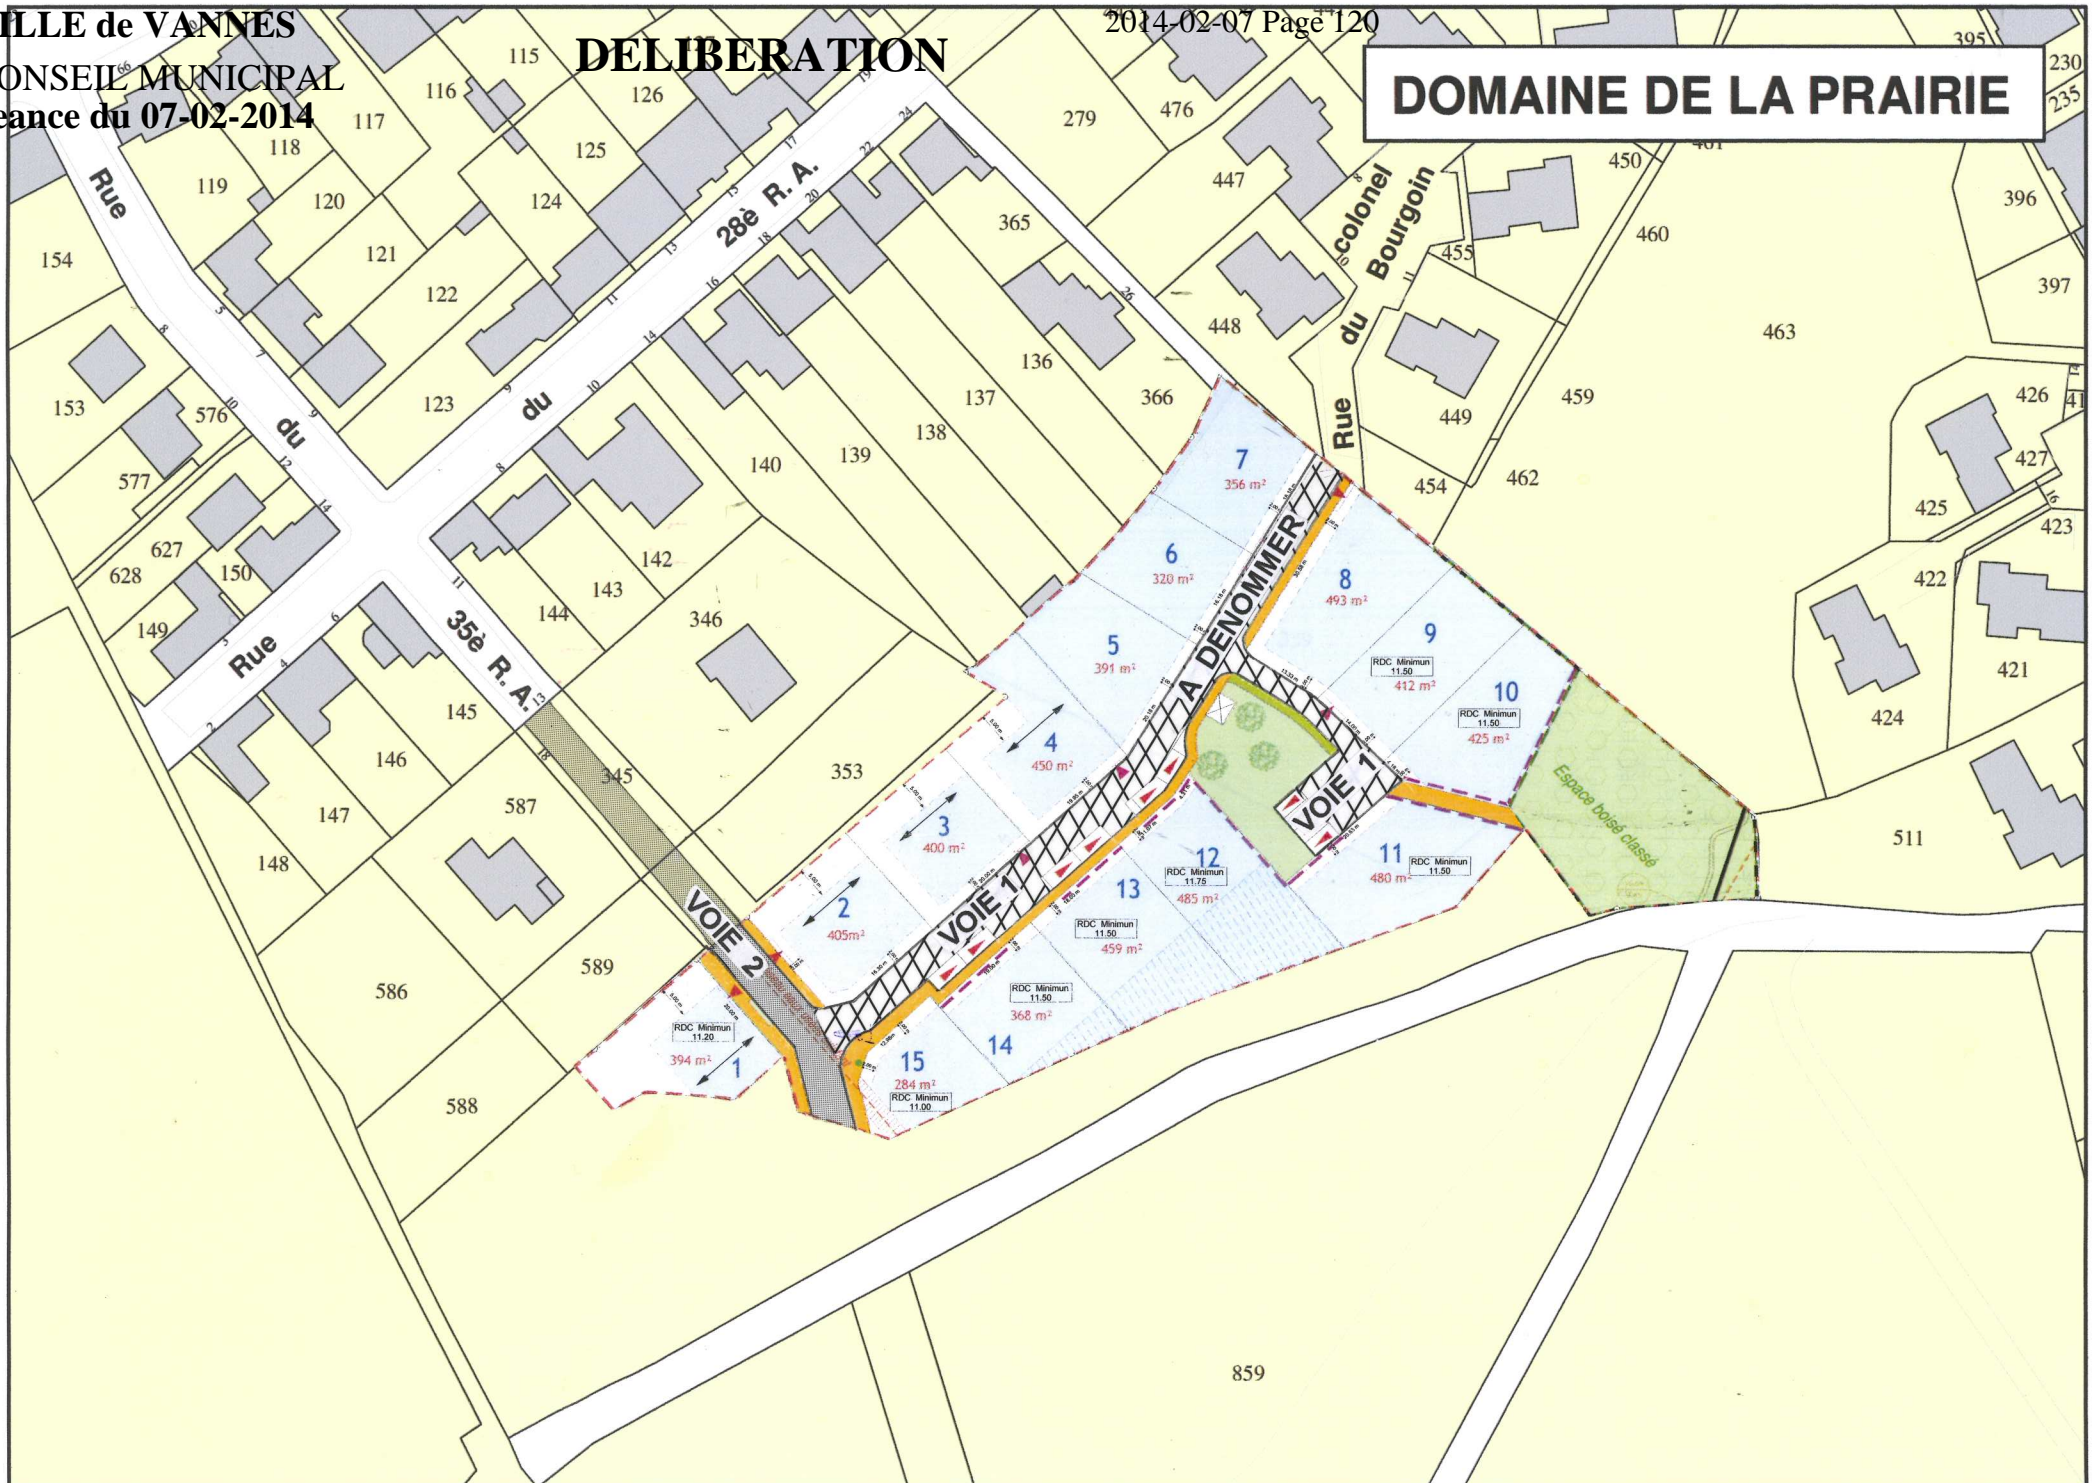 ILLE de VANNES
ONSEIL MUNICIPAL
eance du 07-02-2014
DELIBERATION
2014-02-07 Page 120
DOMAINE DE LA PRAIRIE
Rue du 35è R. A.
Rue du 28è R. A.
Rue du colonel Bourgoin
VOIE 1 A DENOMMER
VOIE 1
VOIE 2
Espace boisé classé
1
394 m²
RDC Minimun
11.20
2
405m²
3
400 m²
4
450 m²
5
391 m²
6
320 m²
7
356 m²
8
493 m²
9
RDC Minimun
11.50
412 m²
10
RDC Minimun
11.50
425 m²
11
RDC Minimun
11.50
480 m²
12
RDC Minimun
11.75
485 m²
13
RDC Minimun
11.50
459 m²
14
RDC Minimun
11.50
368 m²
15
284 m²
RDC Minimun
11.00
115
116
117
118
119
120
121
122
123
124
125
126
154
153
576
577
627
628
150
149
148
147
146
145
144
143
142
140
139
138
137
136
366
365
279
476
447
448
449
450
455
454
460
459
462
463
395
396
397
230
235
426
427
425
423
422
421
424
511
346
345
353
587
589
586
588
859